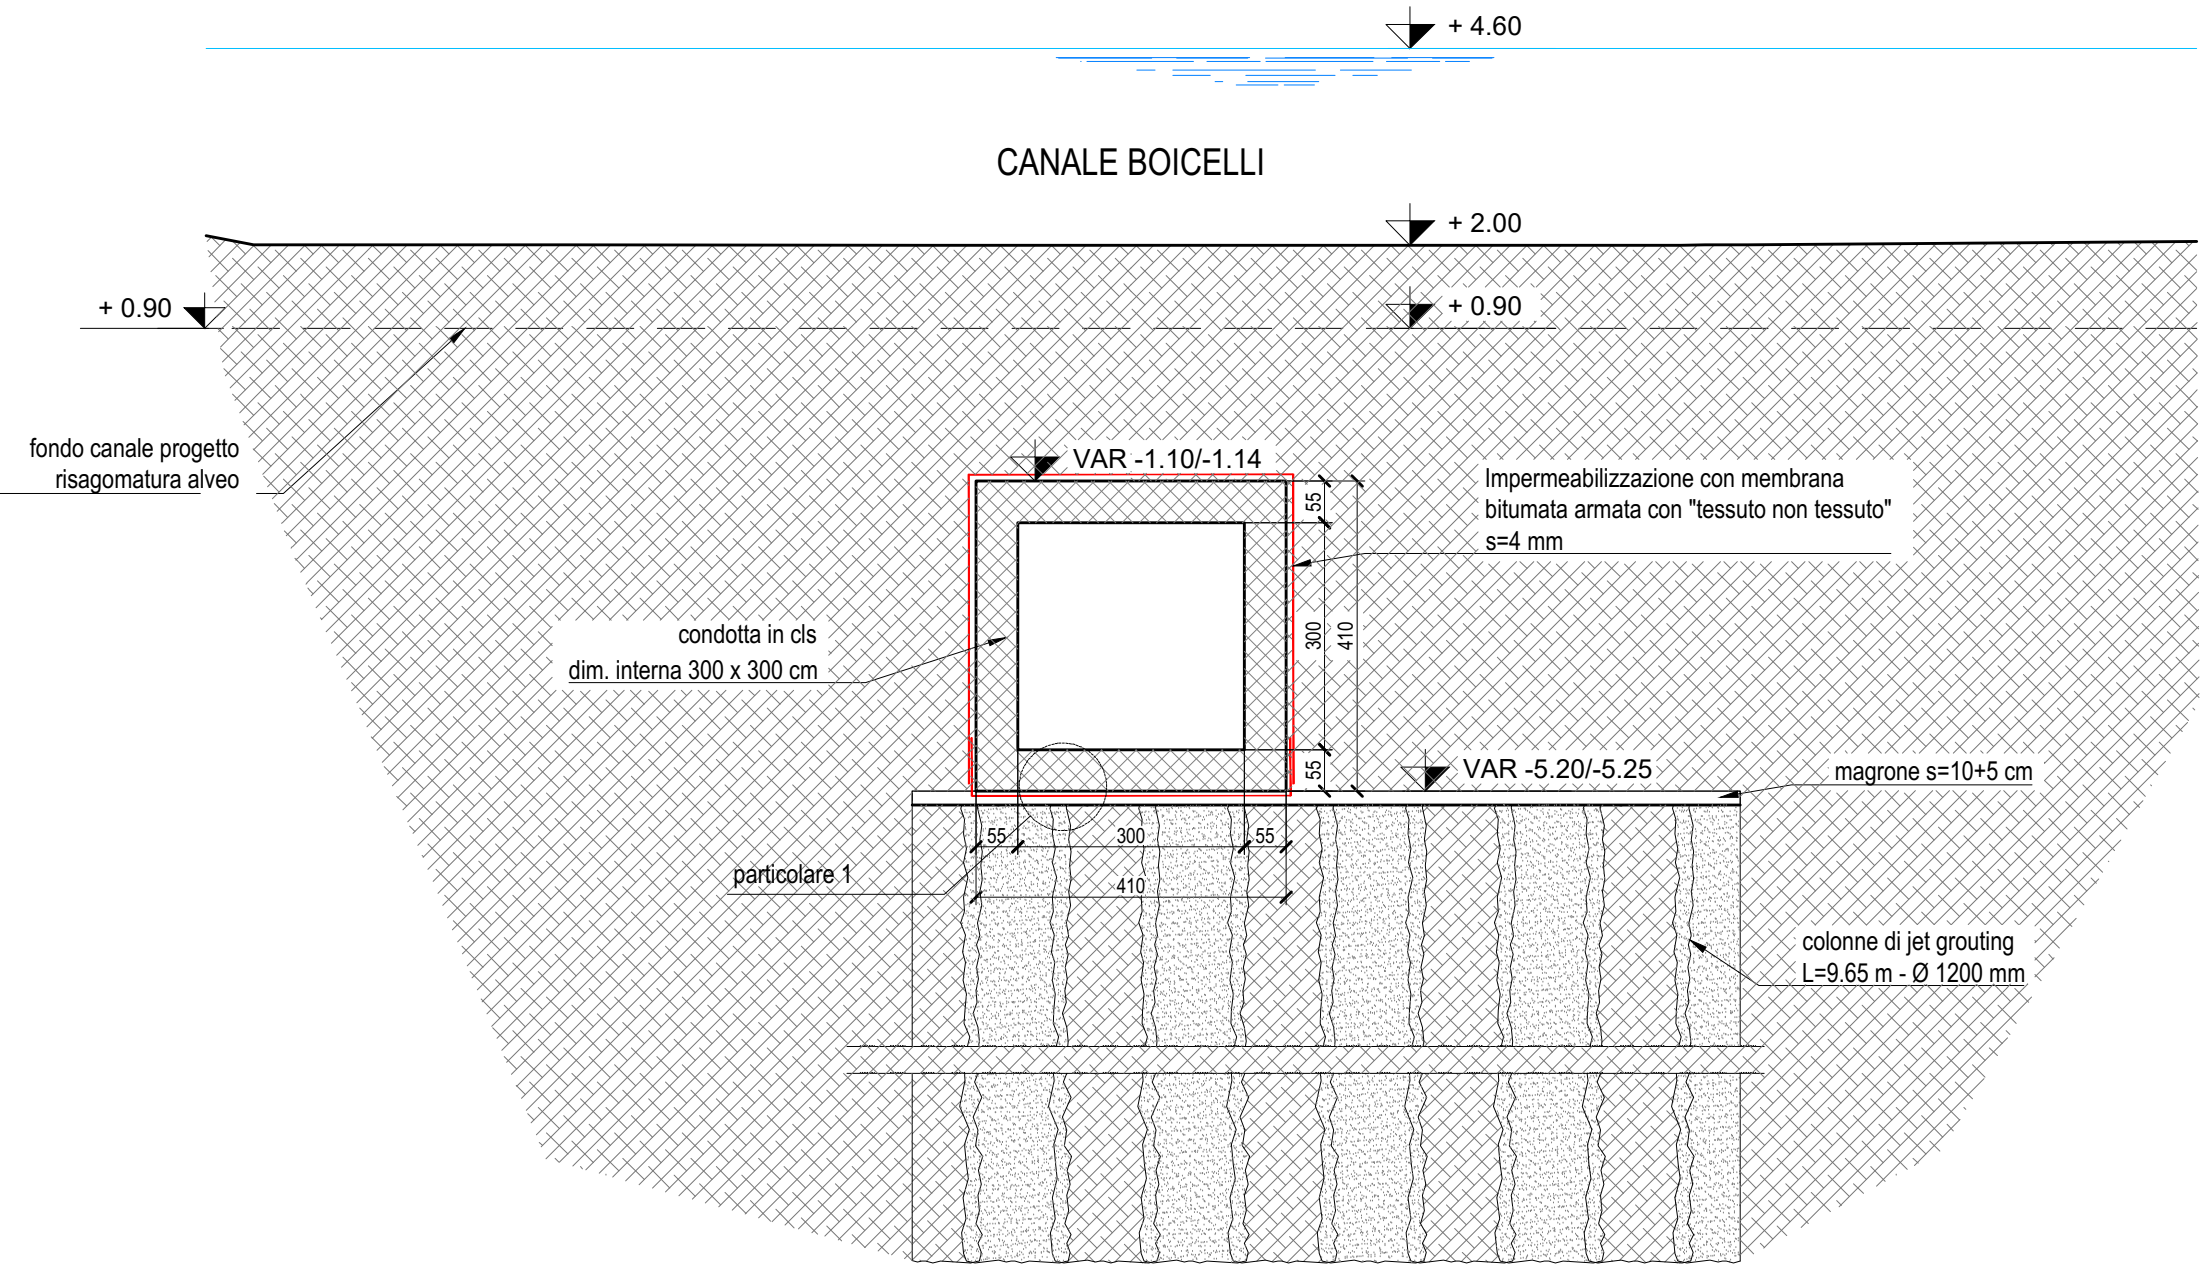 + 4.60
CANALE BOICELLI
+ 2.00
+ 0.90
+ 0.90
fondo canale progetto
risagomatura alveo
VAR -1.10/-1.14
Impermeabilizzazione con membrana
bitumata armata con "tessuto non tessuto"
s=4 mm
55
300
410
55
condotta in cls
dim. interna 300 x 300 cm
VAR -5.20/-5.25
magrone s=10+5 cm
55
300
55
410
particolare 1
colonne di jet grouting
L=9.65 m - Ø 1200 mm